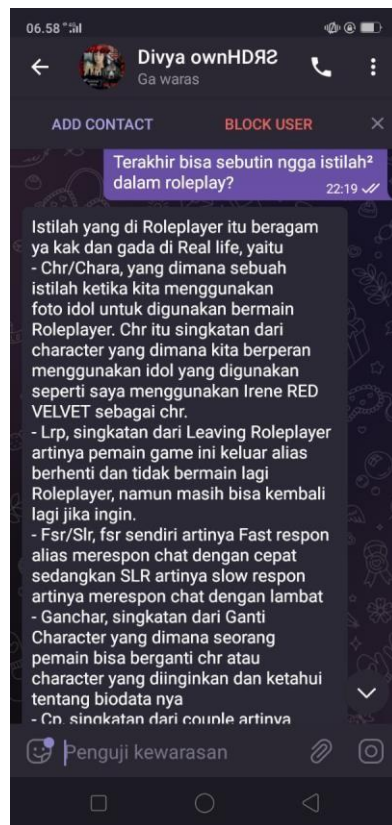 06.58
Divya ownHDЯƧ
Ga waras
ADD CONTACT
BLOCK USER
Terakhir bisa sebutin ngga istilah²
dalam roleplay?
22:19
Istilah yang di Roleplayer itu beragam
ya kak dan gada di Real life, yaitu
- Chr/Chara, yang dimana sebuah
istilah ketika kita menggunakan
foto idol untuk digunakan bermain
Roleplayer. Chr itu singkatan dari
character yang dimana kita berperan
menggunakan idol yang digunakan
seperti saya menggunakan Irene RED
VELVET sebagai chr.
- Lrp, singkatan dari Leaving Roleplayer
artinya pemain game ini keluar alias
berhenti dan tidak bermain lagi
Roleplayer, namun masih bisa kembali
lagi jika ingin.
- Fsr/Slr, fsr sendiri artinya Fast respon
alias merespon chat dengan cepat
sedangkan SLR artinya slow respon
artinya merespon chat dengan lambat
- Ganchar, singkatan dari Ganti
Character yang dimana seorang
pemain bisa berganti chr atau
character yang diinginkan dan ketahui
tentang biodata nya
- Cp, singkatan dari couple artinya
Penguji kewarasan